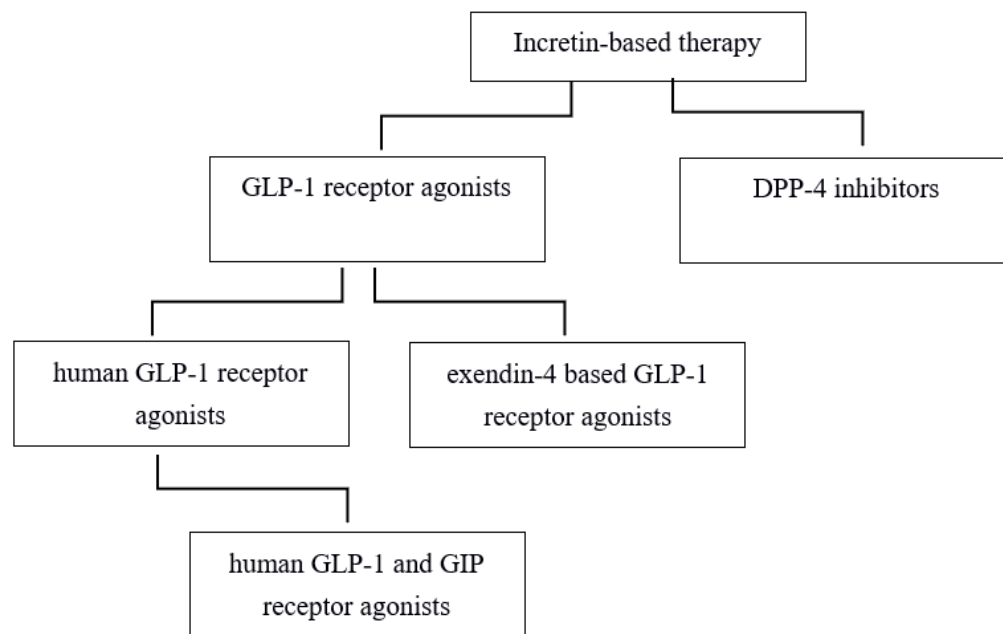 Incretin-based therapy
GLP-1 receptor agonists
DPP-4 inhibitors
human GLP-1 receptor
agonists
exendin-4 based GLP-1
receptor agonists
human GLP-1 and GIP
receptor agonists